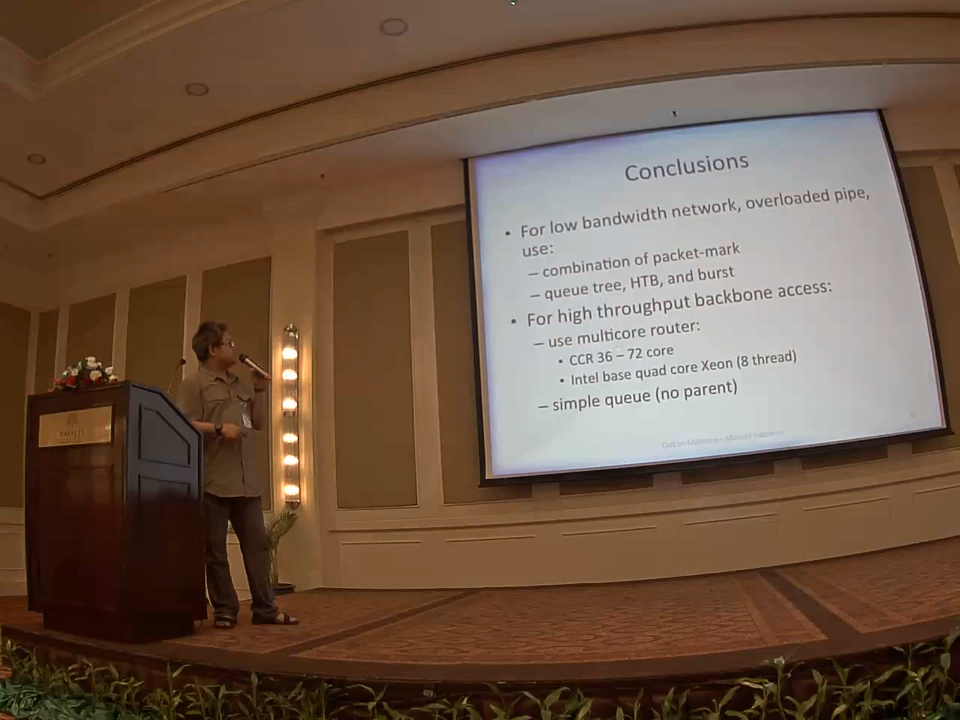 Conclusions
• For low bandwidth network, overloaded pipe,
use:
– combination of packet-mark
– queue tree, HTB, and burst
• For high throughput backbone access:
– use multicore router:
• CCR 36 – 72 core
• Intel base quad core Xeon (8 thread)
– simple queue (no parent)